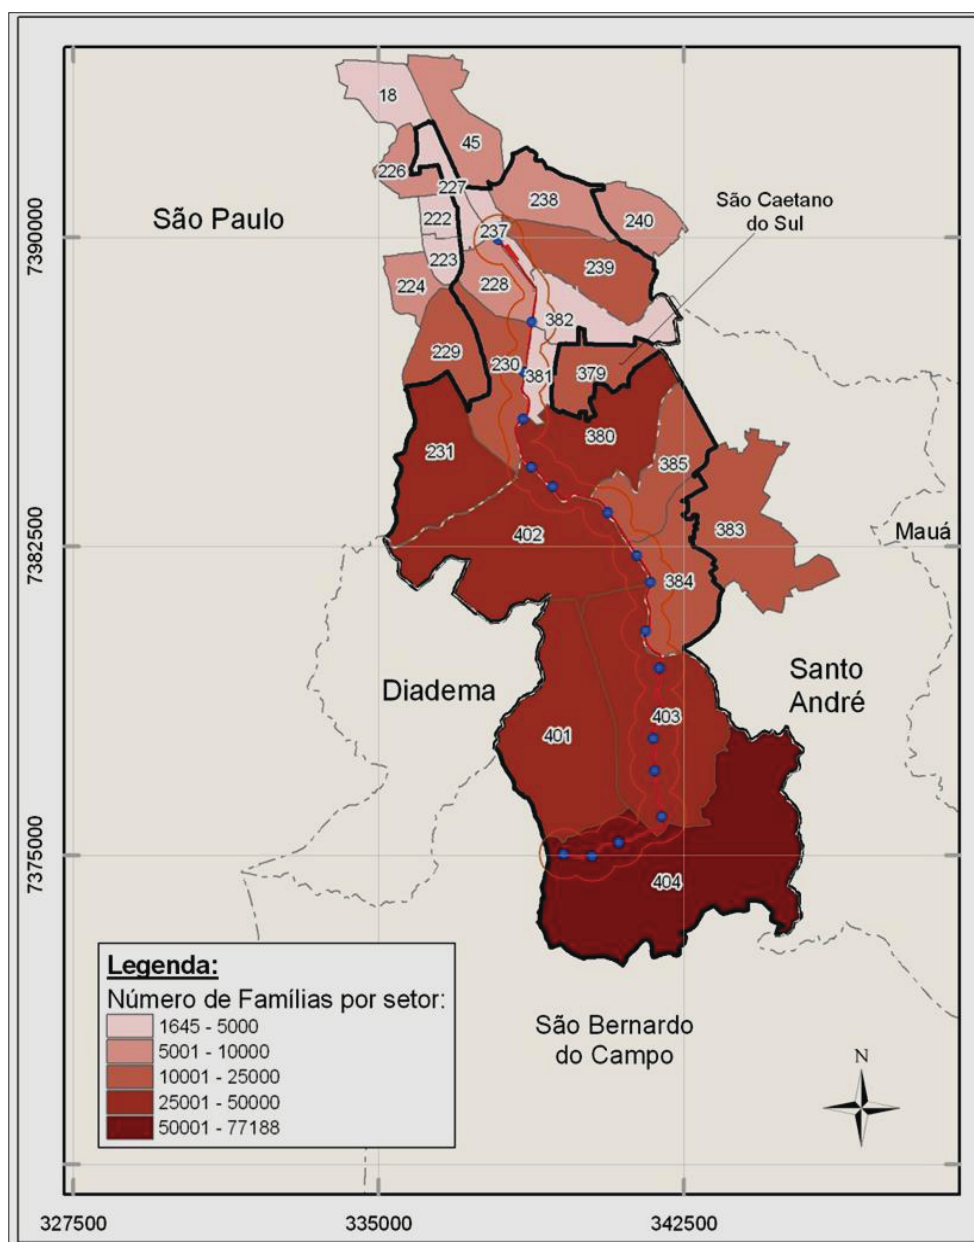 18
45
226
227
São Paulo
222
238
240
São Caetano
do Sul
7390000
237
223
239
224
228
382
229
230
381
379
231
380
385
402
383
Mauá
7382500
384
Diadema
Santo
André
401
403
7375000
404
Legenda:
Número de Famílias por setor:
1645 - 5000
5001 - 10000
10001 - 25000
25001 - 50000
50001 - 77188
São Bernardo
do Campo
N
327500
335000
342500